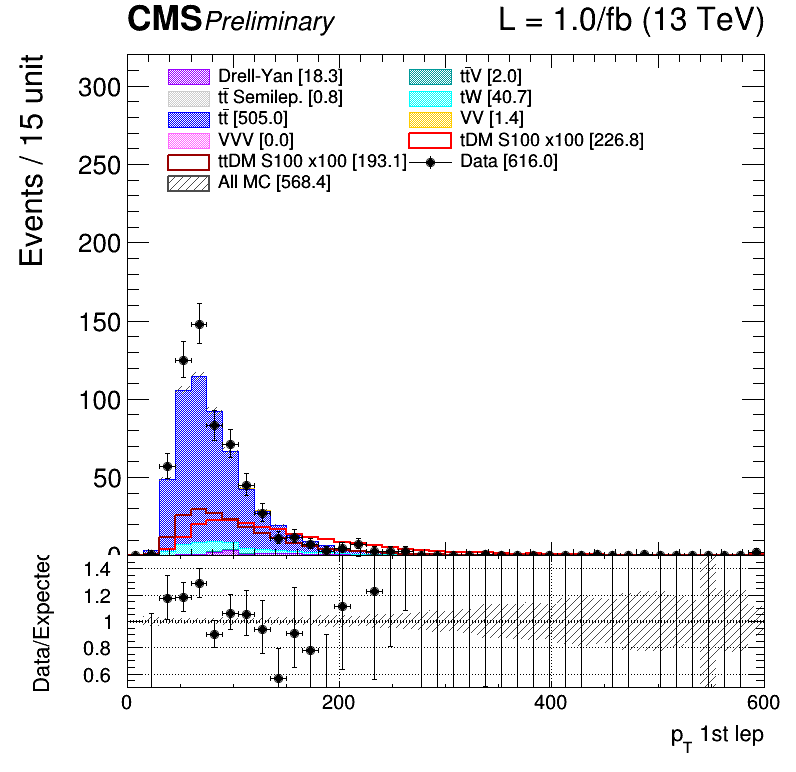 CMS Preliminary L = 1.0/fb (13 TeV)
Events / 15 unit
300
250
200
150
100
50
0
Drell-Yan [18.3]
tt̄ Semilep. [0.8]
tt̄ [505.0]
VVV [0.0]
ttDM S100 x100 [193.1]
All MC [568.4]
tt̄V [2.0]
tW [40.7]
VV [1.4]
tDM S100 x100 [226.8]
Data [616.0]
Data/Expected
1.4
1.2
1
0.8
0.6
0 200 400 600
p_T 1st lep